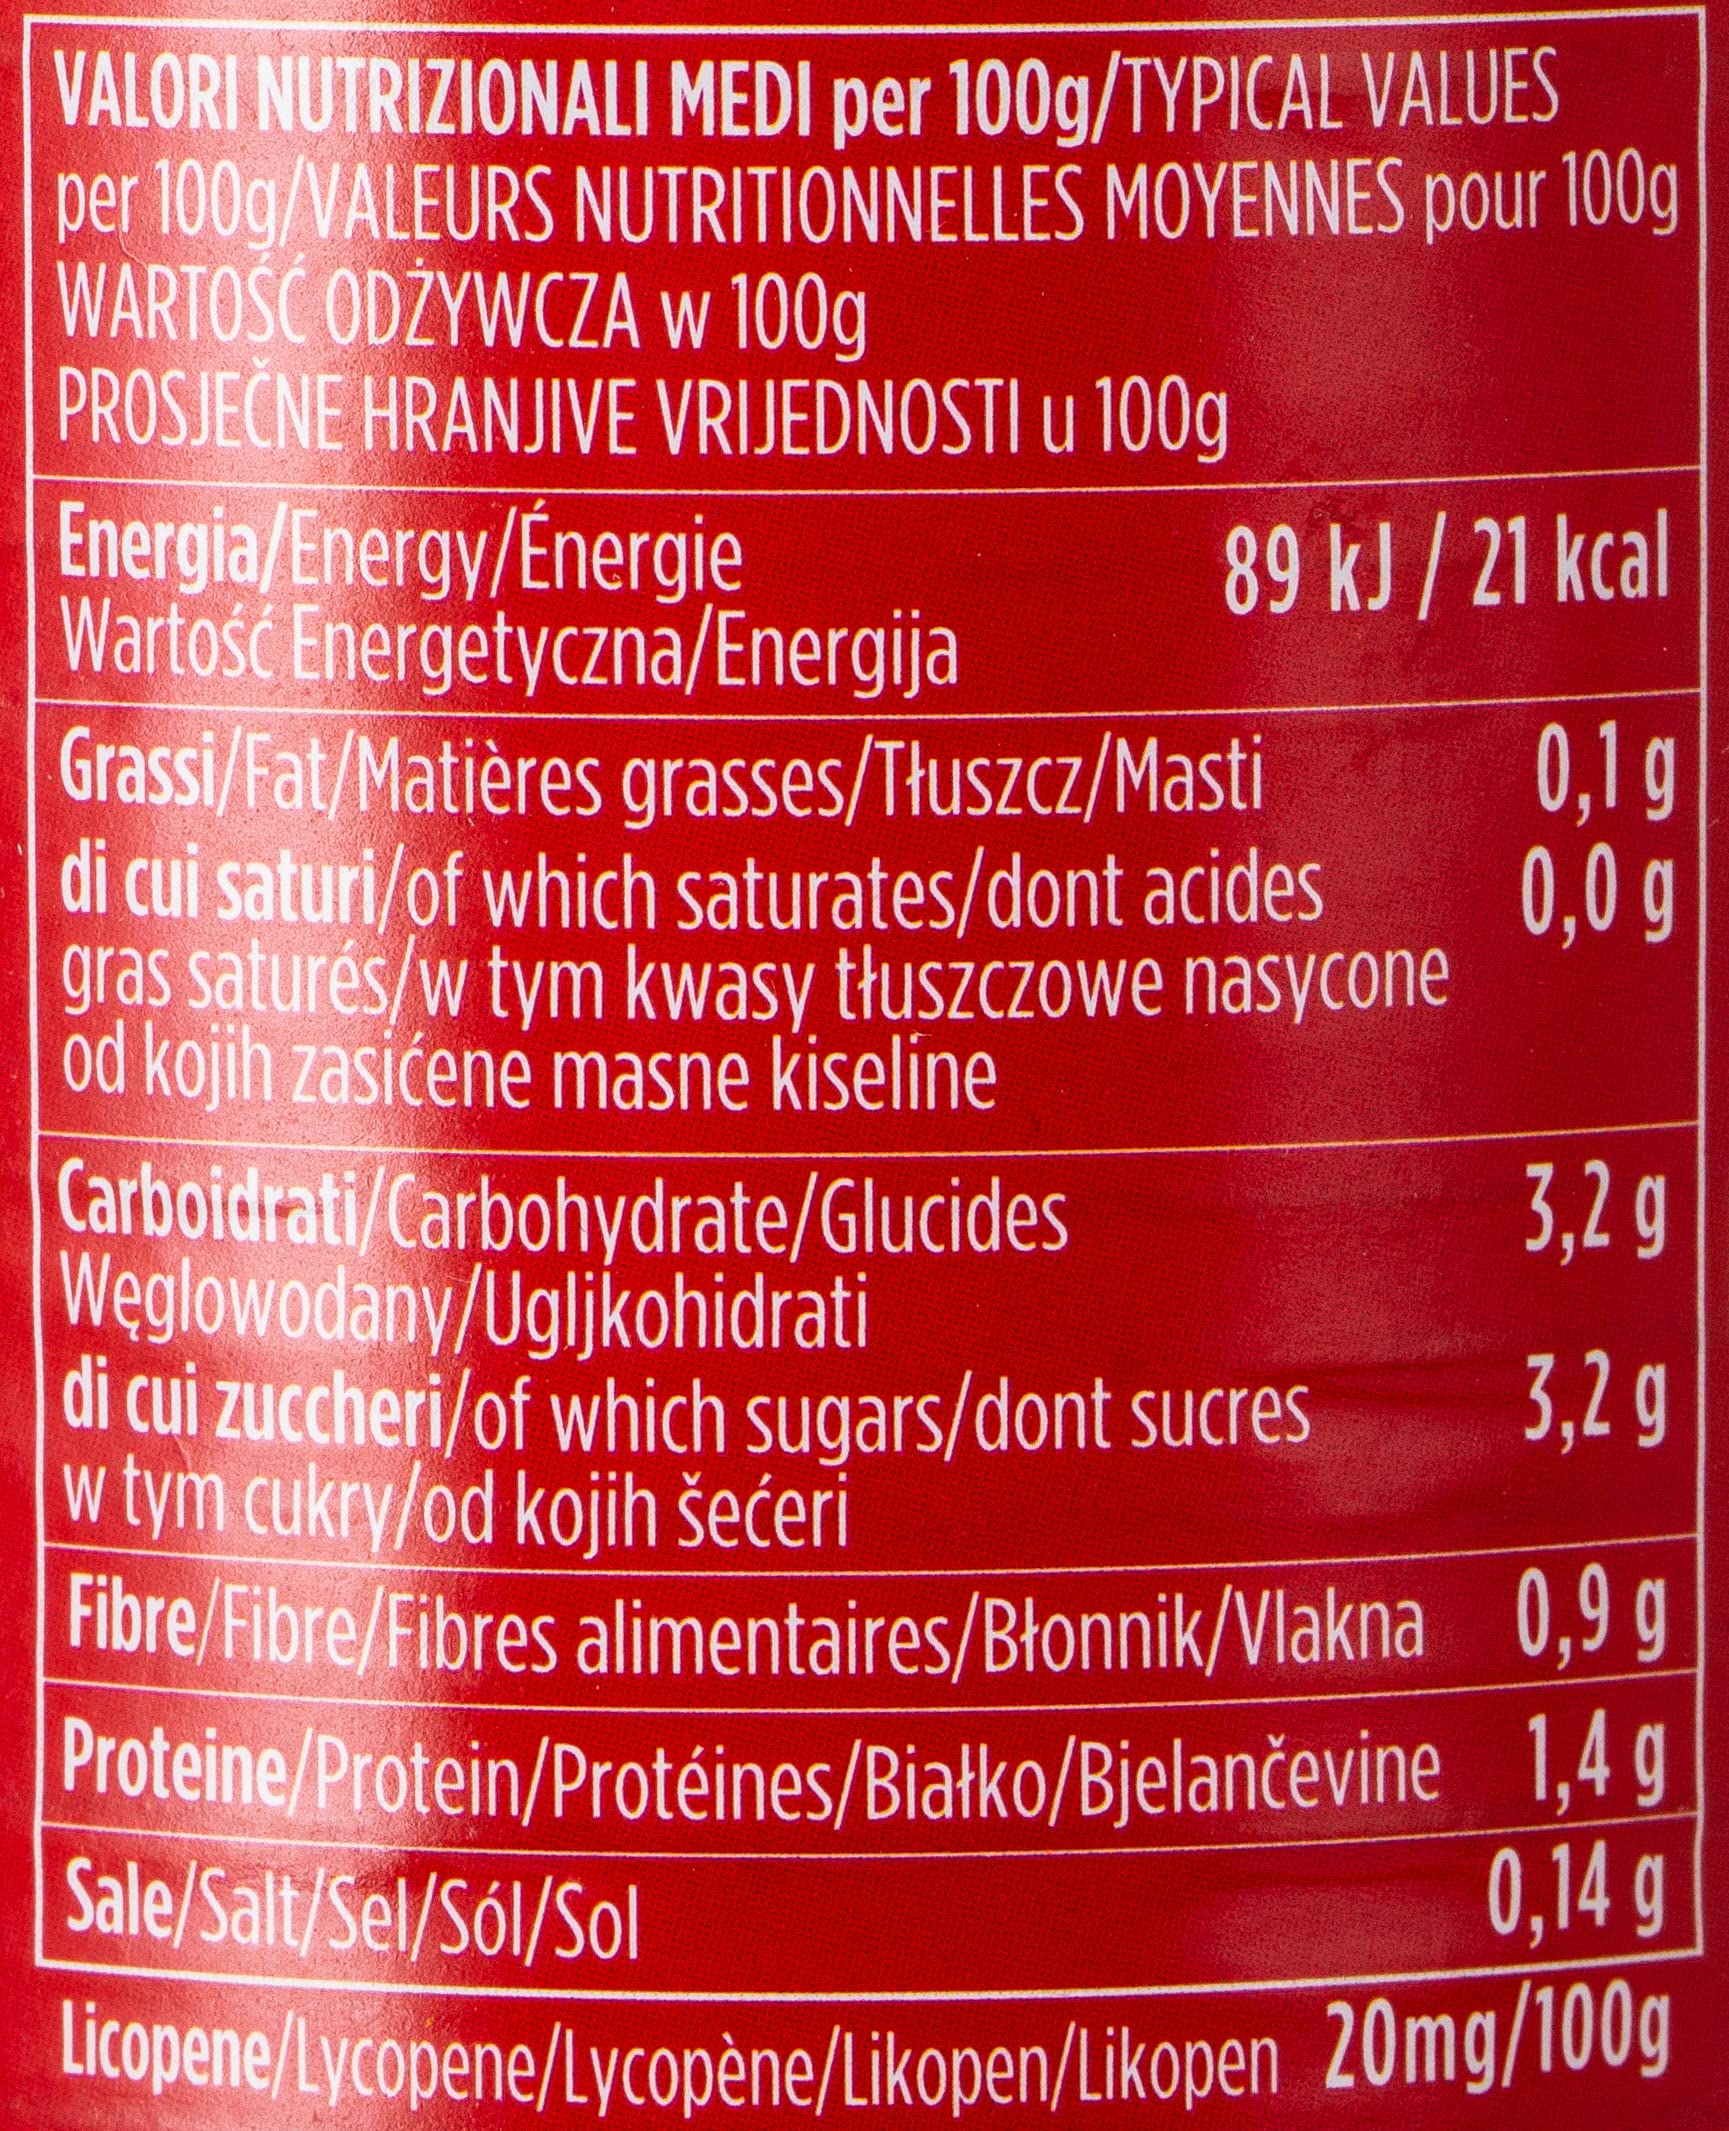 VALORI NUTRIZIONALI MEDI per 100g/TYPICAL VALUES
per 100g/VALEURS NUTRITIONNELLES MOYENNES pour 100g
WARTOŚĆ ODŻYWCZA w 100g
PROSJEČNE HRANJIVE VRIJEDNOSTI u 100g
Energia/Energy/Énergie 89 kJ / 21 kcal
Wartość Energetyczna/Energija
Grassi/Fat/Matières grasses/Tłuszcz/Masti 0,1 g
di cui saturi/of which saturates/dont acides 0,0 g
gras saturés/w tym kwasy tłuszczowe nasycone
od kojih zasićene masne kiseline
Carboidrati/Carbohydrate/Glucides 3,2 g
Węglowodany/Ugljkohidrati
di cui zuccheri/of which sugars/dont sucres 3,2 g
w tym cukry/od kojih šećeri
Fibre/Fibre/Fibres alimentaires/Błonnik/Vlakna 0,9 g
Proteine/Protein/Protéines/Białko/Bjelančevine 1,4 g
Sale/Salt/Sel/Sól/Sol 0,14 g
Licopene/Lycopene/Lycopène/Likopen/Likopen 20mg/100g